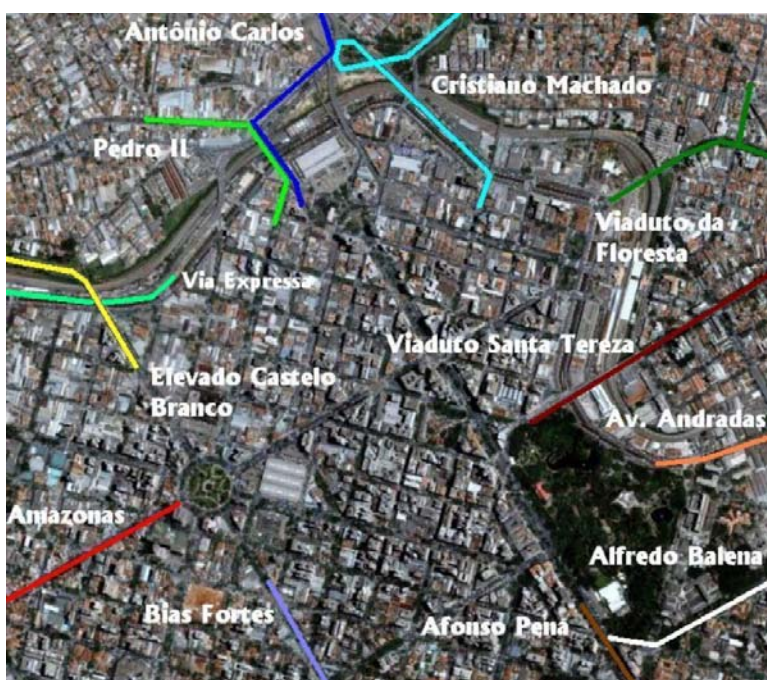 Antônio Carlos
Cristiano Machado
Pedro II
Viaduto da
Floresta
Via Expressa
Viaduto Santa Tereza
Elevado Castelo
Branco
Av. Andradas
Amazonas
Alfredo Balena
Bias Fortes
Afonso Pena